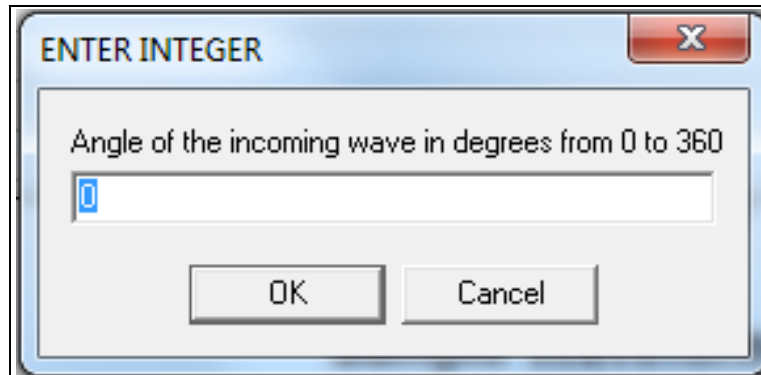 ENTER INTEGER
Angle of the incoming wave in degrees from 0 to 360
0
OK
Cancel